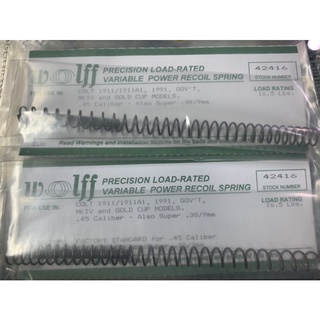 Wolff
PRECISION LOAD-RATED
VARIABLE POWER RECOIL SPRING
42416
STOCK NUMBER
COLT 1911/1911A1, 1991, GOV'T,
MKIV and GOLD CUP MODELS.
.45 Caliber - Also Super .38/9mm
LOAD RATING
16.5 Lbs.
Read Warnings and Installation
Wolff
PRECISION LOAD-RATED
VARIABLE POWER RECOIL SPRING
42416
STOCK NUMBER
FOR USE IN:
COLT 1911/1911A1, 1991, GOV'T,
MKIV and GOLD CUP MODELS.
.45 Caliber - Also Super .38/9mm
LOAD RATING
16.5 Lbs.
FACTORY STANDARD for .45 Caliber